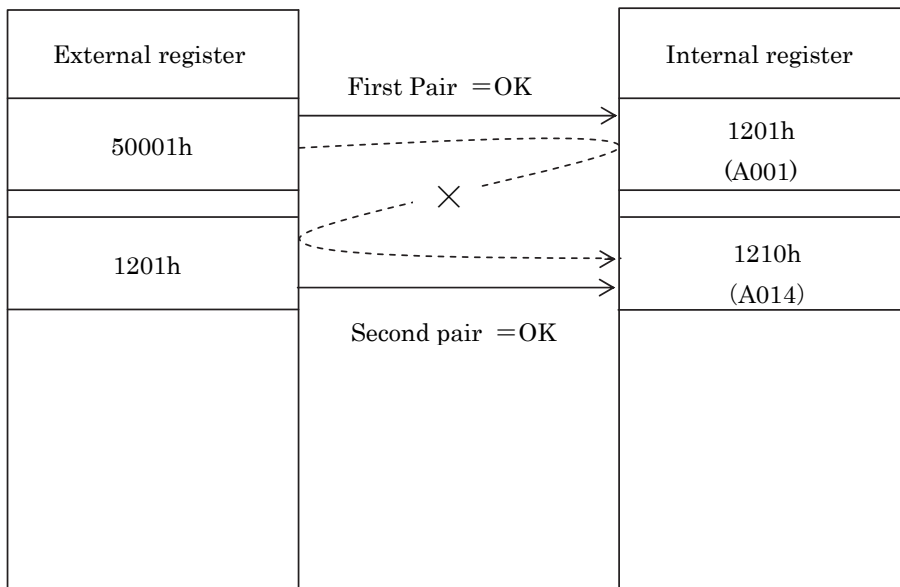 External register
Internal register
First Pair ＝OK
50001h
1201h
(A001)
×
1201h
1210h
(A014)
Second pair ＝OK